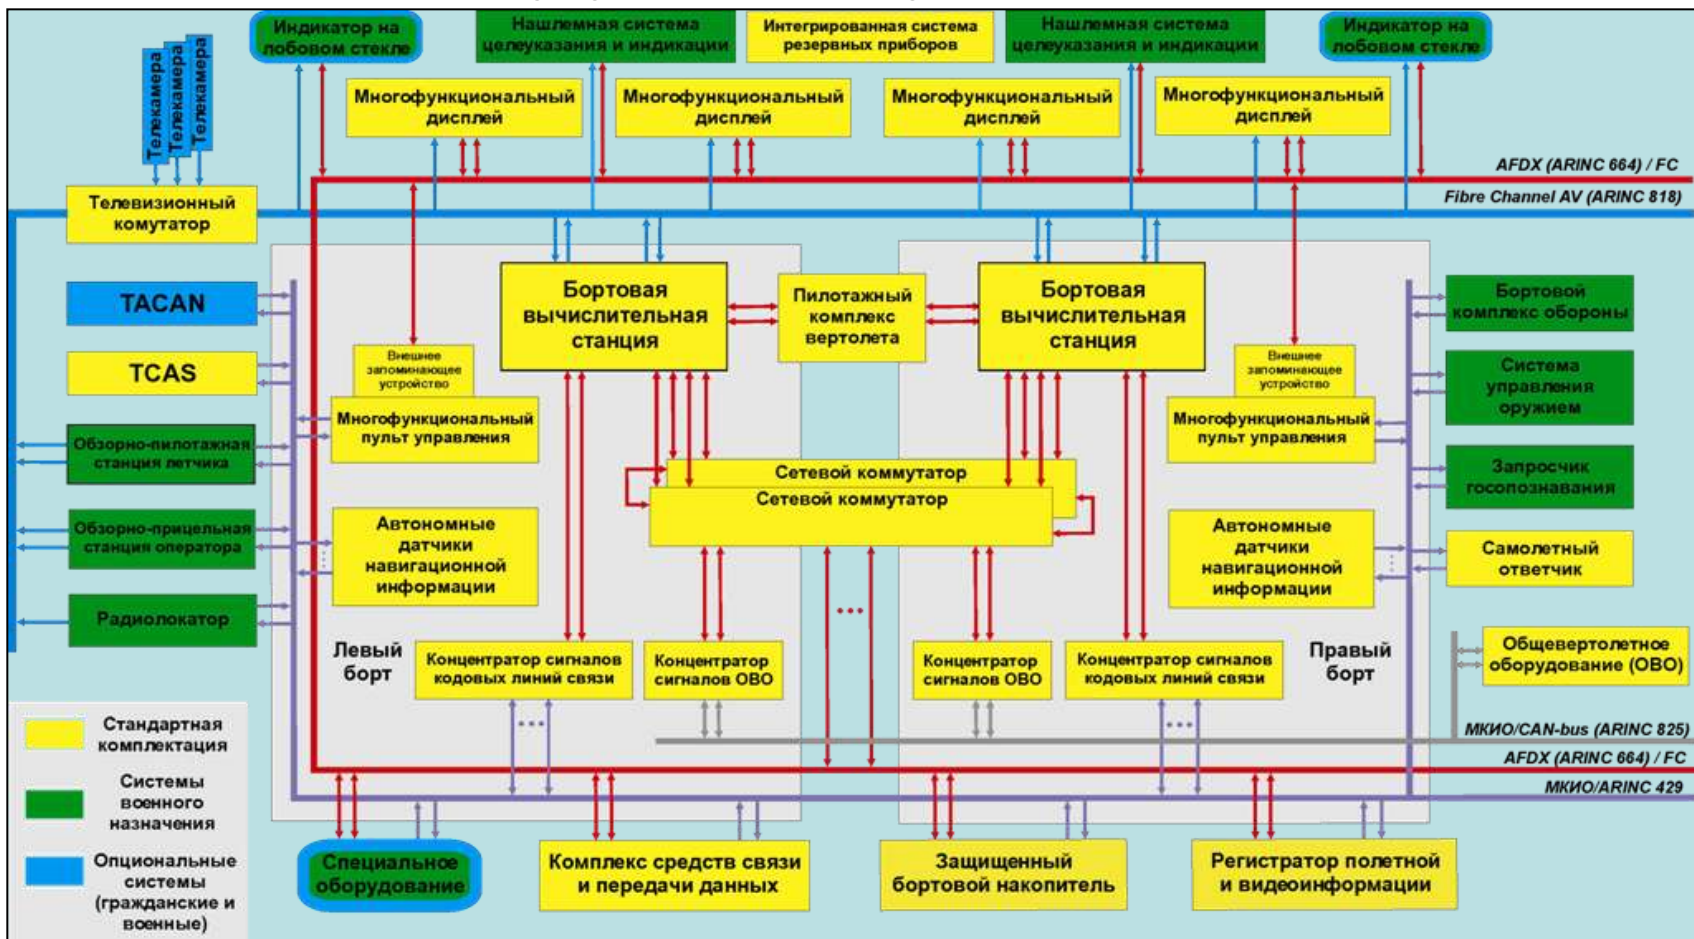 Индикатор на
лобовом стекле
Нашлемная система
целеуказания и индикации
Интегрированная система
резервных приборов
Нашлемная система
целеуказания и индикации
Индикатор на
лобовом стекле
Телекамера
Телекамера
Телекамера
Многофункциональный
дисплей
Многофункциональный
дисплей
Многофункциональный
дисплей
Многофункциональный
дисплей
AFDX (ARINC 664) / FC
Fibre Channel AV (ARINC 818)
Телевизионный
комутатор
TACAN
TCAS
Обзорно-пилотажная
станция летчика
Обзорно-прицельная
станция оператора
Радиолокатор
Бортовая
вычислительная
станция
Пилотажный
комплекс
вертолета
Бортовая
вычислительная
станция
Внешнее
запоминающее
устройство
Многофункциональный
пульт управления
Внешнее
запоминающее
устройство
Многофункциональный
пульт управления
Бортовой
комплекс обороны
Система
управления
оружием
Запросчик
госопознавания
Самолетный
ответчик
Сетевой коммутатор
Сетевой коммутатор
Автономные
датчики
навигационной
информации
Автономные
датчики
навигационной
информации
Левый
борт
Концентратор сигналов
кодовых линий связи
Концентратор
сигналов ОВО
Концентратор
сигналов ОВО
Концентратор сигналов
кодовых линий связи
Правый
борт
Общевертолетное
оборудование (ОВО)
МКИО/CAN-bus (ARINC 825)
AFDX (ARINC 664) / FC
МКИО/ARINC 429
Стандартная
комплектация
Системы
военного
назначения
Опциональные
системы
(гражданские и
военные)
Специальное
оборудование
Комплекс средств связи
и передачи данных
Защищенный
бортовой накопитель
Регистратор полетной
и видеоинформации